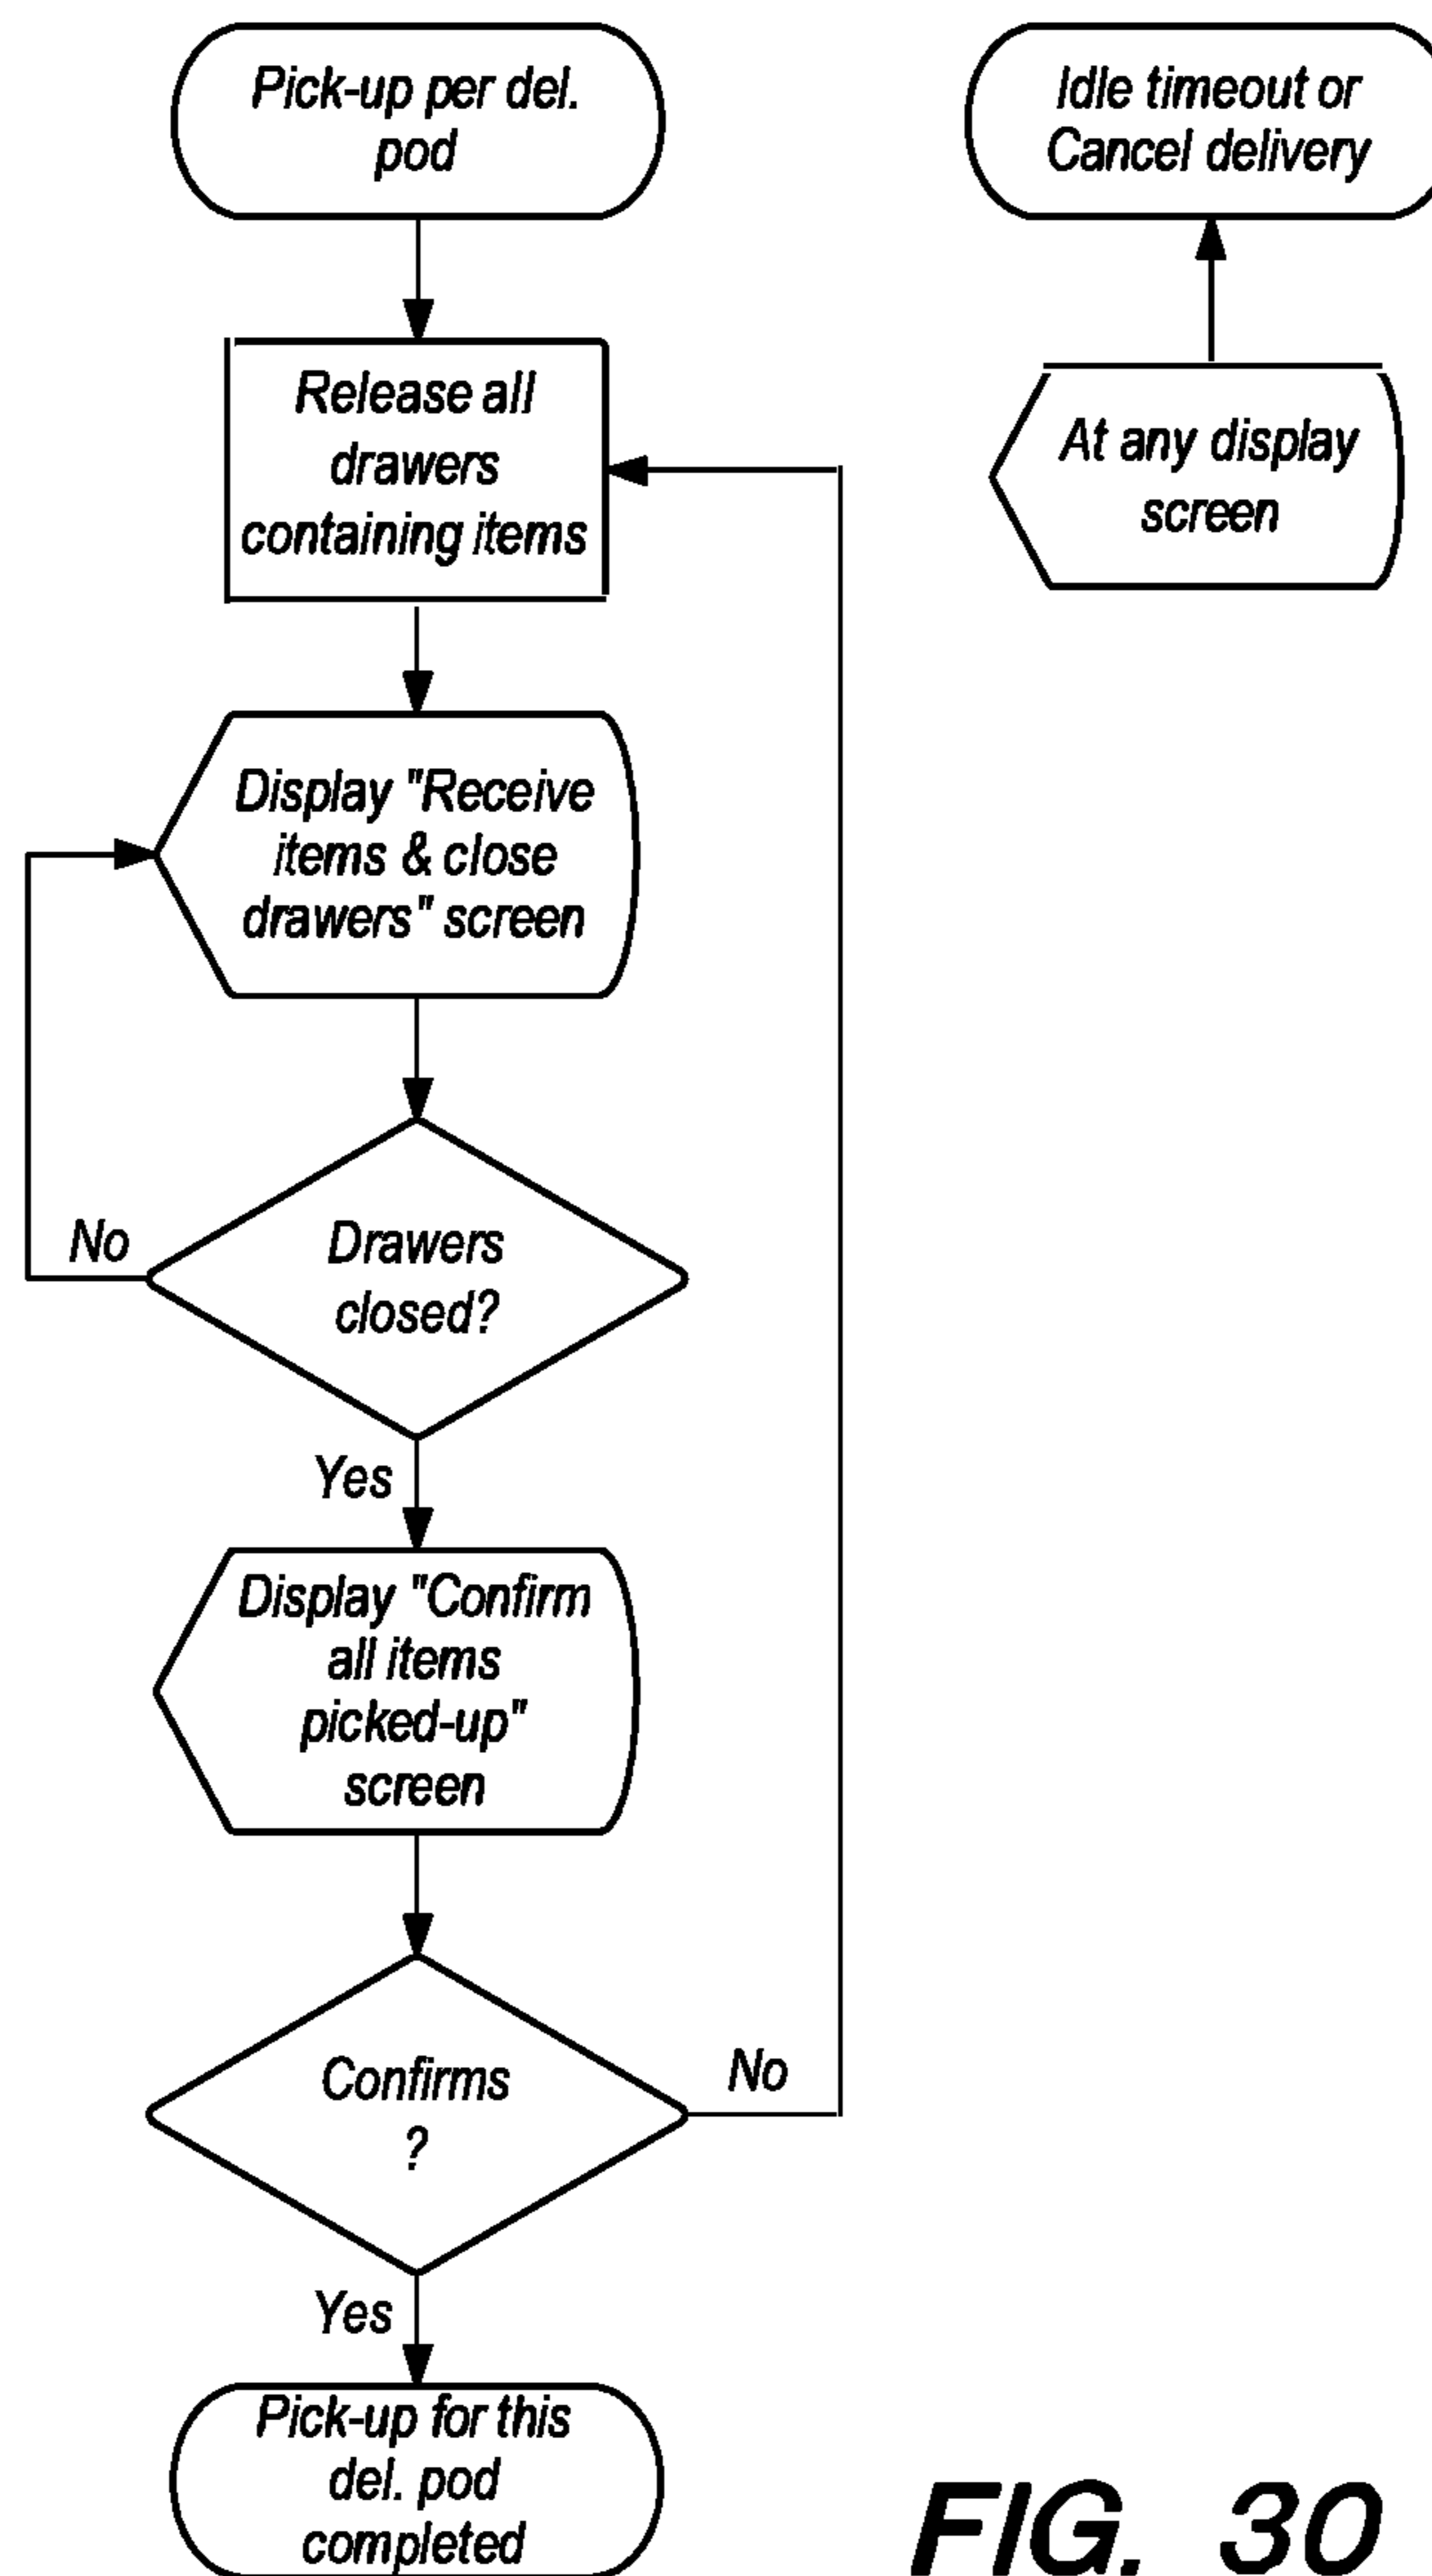 Pick-up per del.
pod
Release all
drawers
containing items
Display "Receive
items & close
drawers" screen
No
Drawers
closed?
Yes
Display "Confirm
all items
picked-up"
screen
Confirms
?
No
Yes
Pick-up for this
del. pod
completed
Idle timeout or
Cancel delivery
At any display
screen
FIG. 30